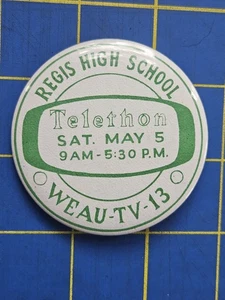 REGIS HIGH SCHOOL
Telethon
SAT. MAY 5
9AM-5:30 P.M.
WEAU-TV-13